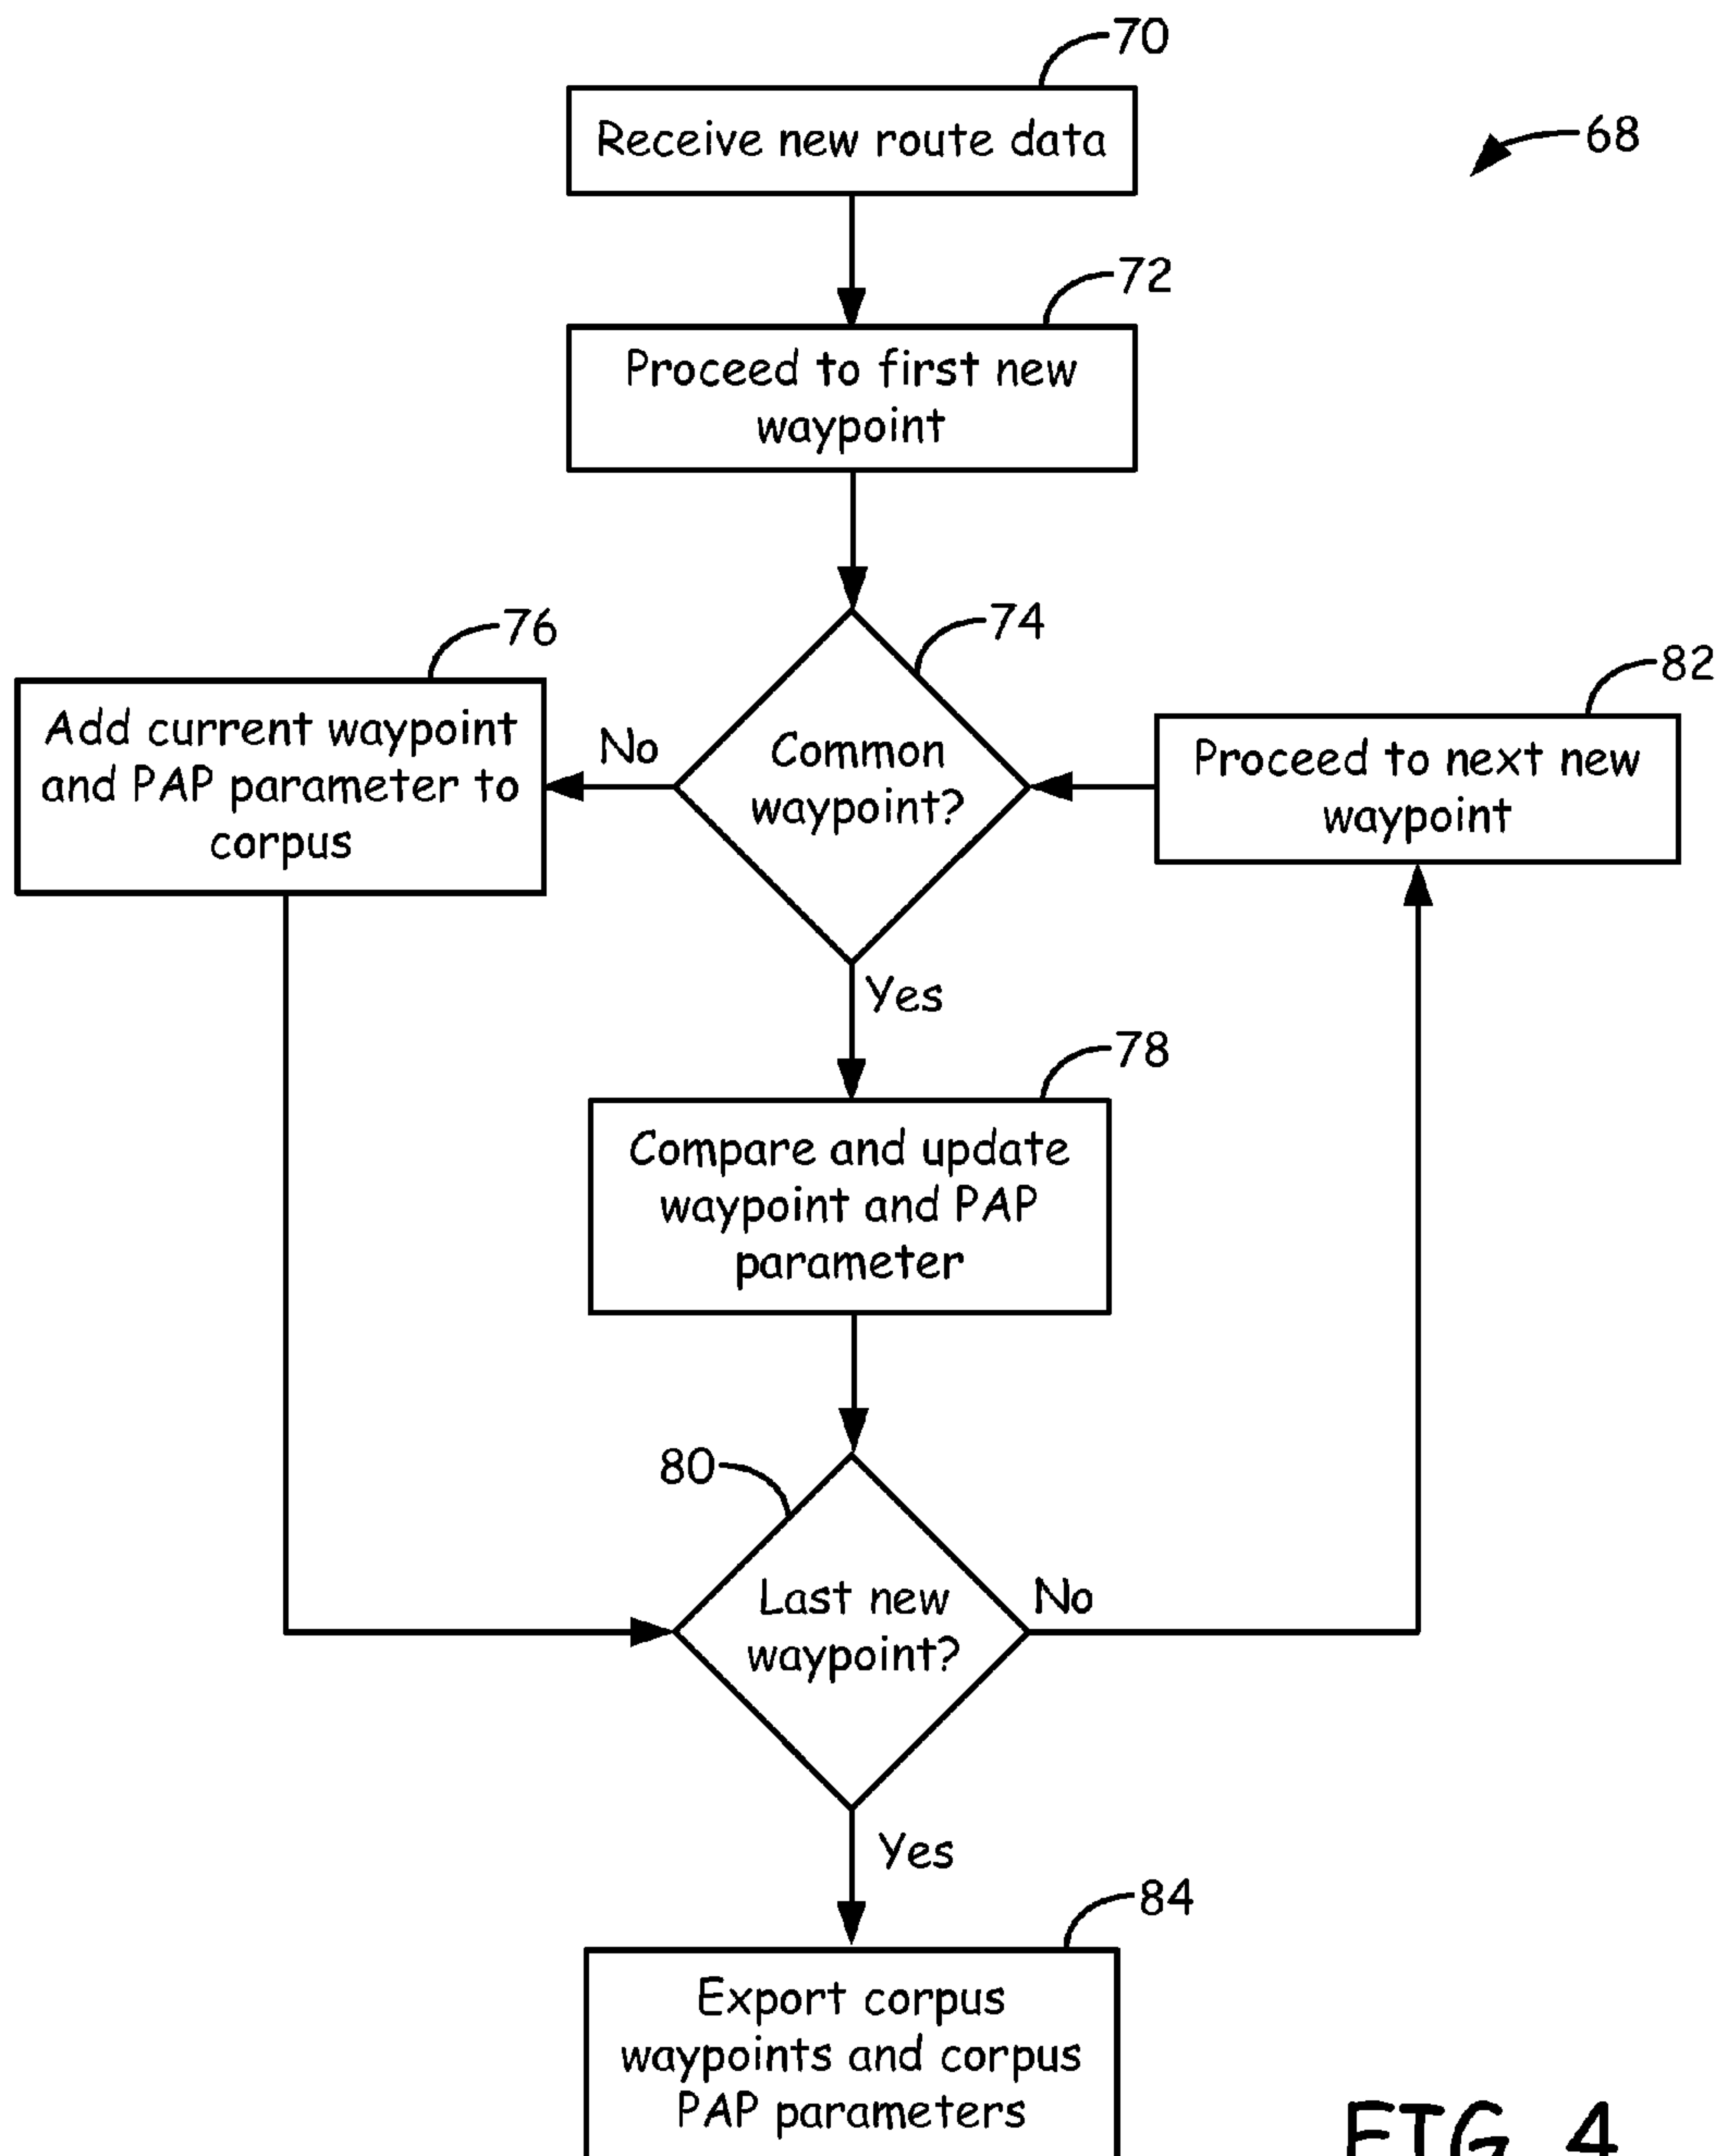 70
Receive new route data
68
72
Proceed to first new
waypoint
74
76
82
Add current waypoint
and PAP parameter to
corpus
No
Common
waypoint?
Proceed to next new
waypoint
Yes
78
Compare and update
waypoint and PAP
parameter
80
Last new
waypoint?
No
Yes
84
Export corpus
waypoints and corpus
PAP parameters
FIG. 4